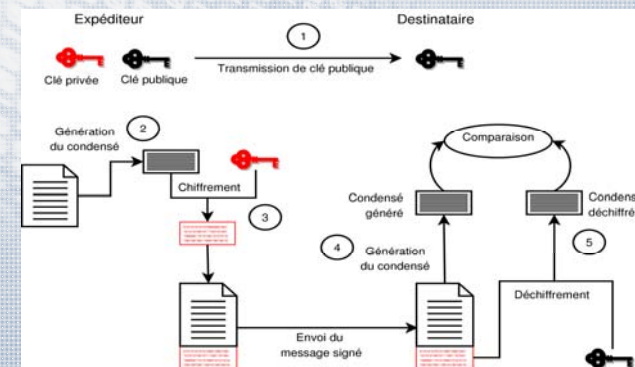 Expéditeur
Destinataire
1
Clé privée
Clé publique
Transmission de clé publique
Génération
du condensé
2
Chiffrement
3
Comparaison
Condensé
généré
Condens
déchiffré
4
Génération
du condensé
5
Déchiffrement
Envoi du
message signé